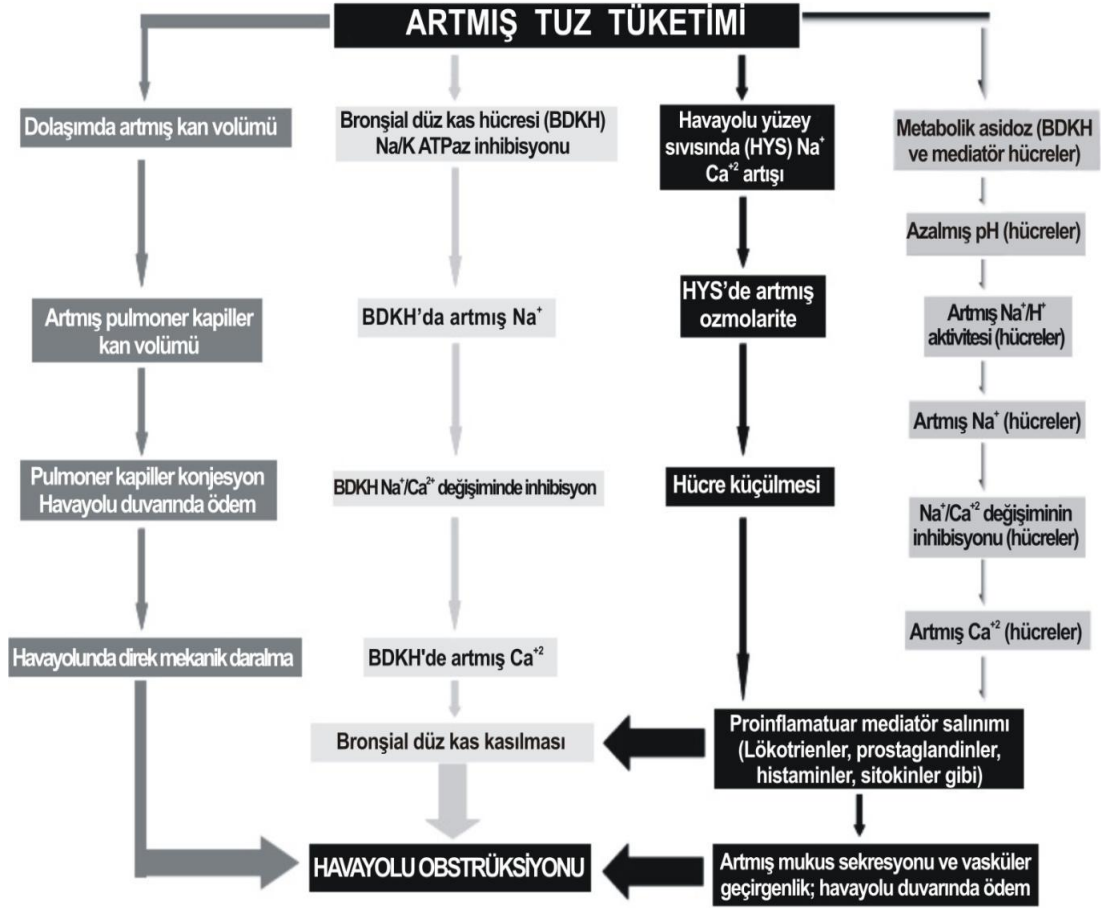 ARTMIŞ TUZ TÜKETİMİ
Dolaşımda artmış kan volümü
Artmış pulmoner kapiller
kan volümü
Pulmoner kapiller konjesyon
Havayolu duvarında ödem
Havayolunda direk mekanik daralma
Bronşial düz kas hücresi (BDKH)
Na/K ATPaz inhibisyonu
BDKH’da artmış Na⁺
BDKH Na⁺/Ca²⁺ değişiminde inhibisyon
BDKH'de artmış Ca⁺²
Bronşial düz kas kasılması
HAVAYOLU OBSTRÜKSİYONU
Havayolu yüzey
sıvısında (HYS) Na⁺
Ca⁺² artışı
HYS’de artmış
ozmolarite
Hücre küçülmesi
Proinflamatuar mediatör salınımı
(Lökotrienler, prostaglandinler,
histaminler, sitokinler gibi)
Artmış mukus sekresyonu ve vasküler
geçirgenlik; havayolu duvarında ödem
Metabolik asidoz (BDKH
ve mediatör hücreler)
Azalmış pH (hücreler)
Artmış Na⁺/H⁺
aktivitesi (hücreler)
Artmış Na⁺ (hücreler)
Na⁺/Ca⁺² değişiminin
inhibisyonu (hücreler)
Artmış Ca⁺² (hücreler)